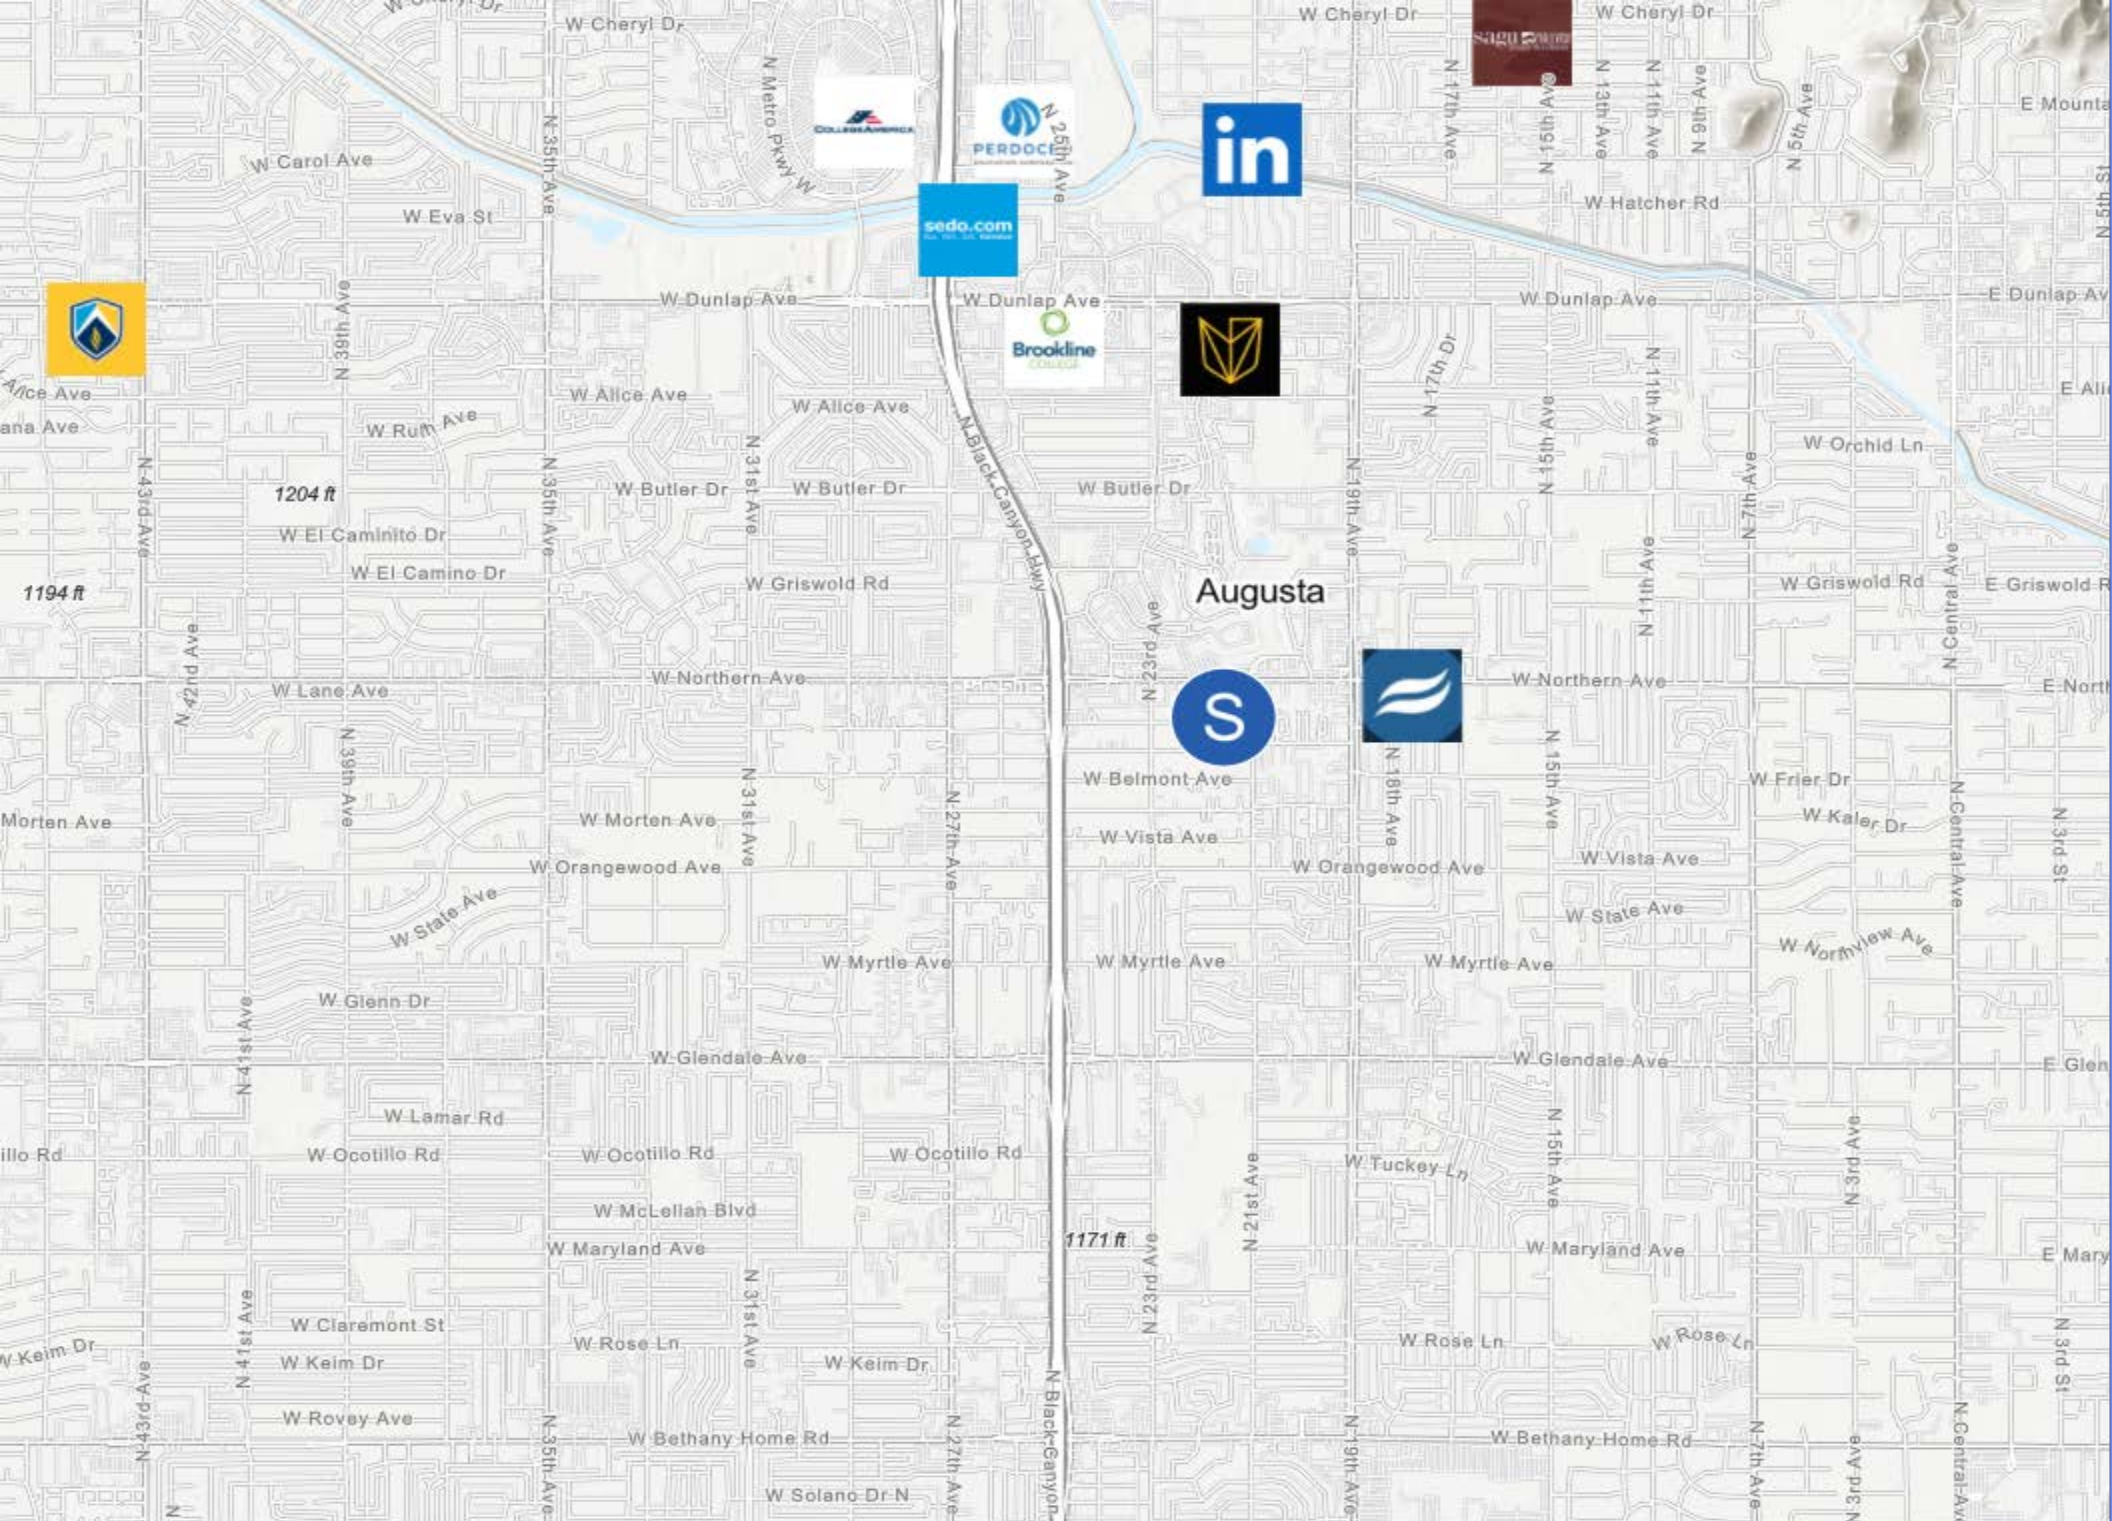 W Cheryl Dr
W Cheryl Dr
W Cheryl Dr
W Cheryl Dr
sagu
N Metro Pkwy W
COLLEGEAMERICA
PERDOCEO
N 25th Ave
in
N 17th Ave
N 15th Ave
N 13th Ave
N 11th Ave
N 9th Ave
N 5th Ave
E Mounta
N 35th Ave
W Carol Ave
W Eva St
W Hatcher Rd
N 5th St
sedo.com
W Dunlap Ave
W Dunlap Ave
W Dunlap Ave
E Dunlap Av
N 39th Ave
Brookline
COLLEGE
N 17th Dr
N 11th Ave
Alice Ave
W Alice Ave
W Alice Ave
E Ali
ana Ave
W Ruth Ave
N Black Canyon Hwy
N 15th Ave
W Orchid Ln
N 43rd Ave
1204 ft
N 35th Ave
W Butler Dr
N 31st Ave
W Butler Dr
W Butler Dr
N 19th Ave
N 7th Ave
W El Caminito Dr
W El Camino Dr
W Griswold Rd
Augusta
N 11th Ave
W Griswold Rd
N Central Ave
E Griswold R
1194 ft
N 42nd Ave
N 23rd Ave
W Lane Ave
W Northern Ave
S
W Northern Ave
E North
N 39th Ave
N 31st Ave
N 27th Ave
W Belmont Ave
N 18th Ave
N 15th Ave
W Frier Dr
N Central Ave
N 3rd St
Morten Ave
W Morten Ave
W Vista Ave
W Kaler Dr
W Orangewood Ave
W Orangewood Ave
W Vista Ave
W State Ave
W State Ave
W Myrtle Ave
W Myrtle Ave
W Myrtle Ave
W Northview Ave
N 41st Ave
W Glenn Dr
W Glendale Ave
W Glendale Ave
E Glen
W Lamar Rd
illo Rd
W Ocotillo Rd
W Ocotillo Rd
W Ocotillo Rd
N 21st Ave
W Tuckey Ln
N 15th Ave
N 3rd Ave
W McLellan Blvd
W Maryland Ave
1171 ft
N 23rd Ave
W Maryland Ave
E Mary
N 41st Ave
W Claremont St
N 31st Ave
W Keim Dr
W Keim Dr
W Rose Ln
W Keim Dr
W Rose Ln
W Rose Ln
N 3rd St
N 43rd Ave
W Rovey Ave
N 35th Ave
W Bethany Home Rd
N 27th Ave
N Black Canyon
N 19th Ave
W Bethany Home Rd
N 7th Ave
N 3rd Ave
N Central Av
W Solano Dr N
N